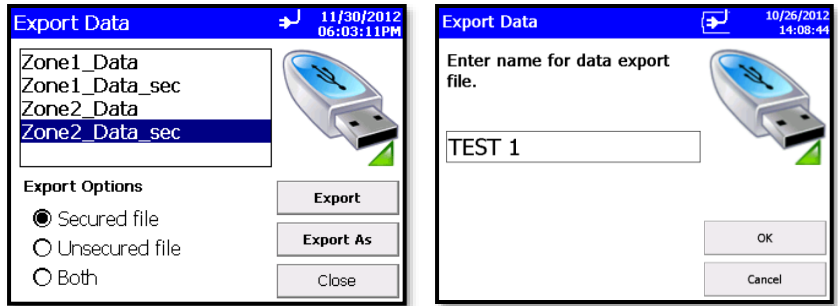 Export Data
11/30/2012
06:03:11PM
Zone1_Data
Zone1_Data_sec
Zone2_Data
Zone2_Data_sec
Export Options
Secured file
Unsecured file
Both
Export
Export As
Close
Export Data
10/26/2012
14:08:44
Enter name for data export
file.
TEST 1
OK
Cancel